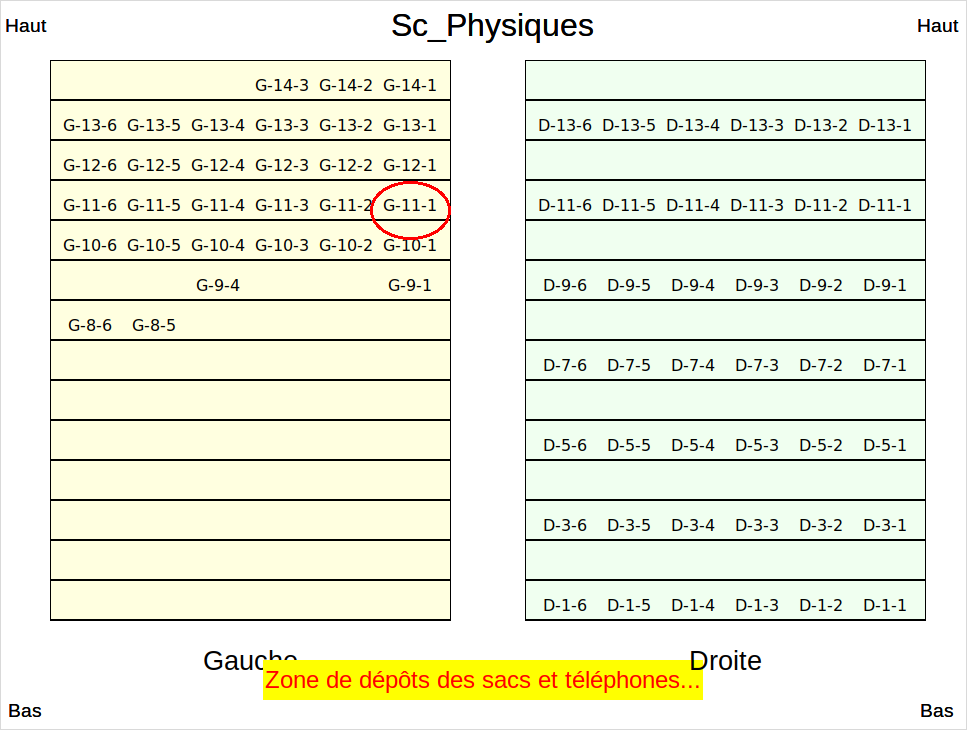 Sc_Physiques
Haut Haut
G-14-3 G-14-2 G-14-1
G-13-6 G-13-5 G-13-4 G-13-3 G-13-2 G-13-1 D-13-6 D-13-5 D-13-4 D-13-3 D-13-2 D-13-1
G-12-6 G-12-5 G-12-4 G-12-3 G-12-2 G-12-1
G-11-6 G-11-5 G-11-4 G-11-3 G-11-2 G-11-1 D-11-6 D-11-5 D-11-4 D-11-3 D-11-2 D-11-1
G-10-6 G-10-5 G-10-4 G-10-3 G-10-2 G-10-1
G-9-4 G-9-1 D-9-6 D-9-5 D-9-4 D-9-3 D-9-2 D-9-1
G-8-6 G-8-5
D-7-6 D-7-5 D-7-4 D-7-3 D-7-2 D-7-1
D-5-6 D-5-5 D-5-4 D-5-3 D-5-2 D-5-1
D-3-6 D-3-5 D-3-4 D-3-3 D-3-2 D-3-1
D-1-6 D-1-5 D-1-4 D-1-3 D-1-2 D-1-1
Gauche Droite
Zone de dépôts des sacs et téléphones...
Bas Bas